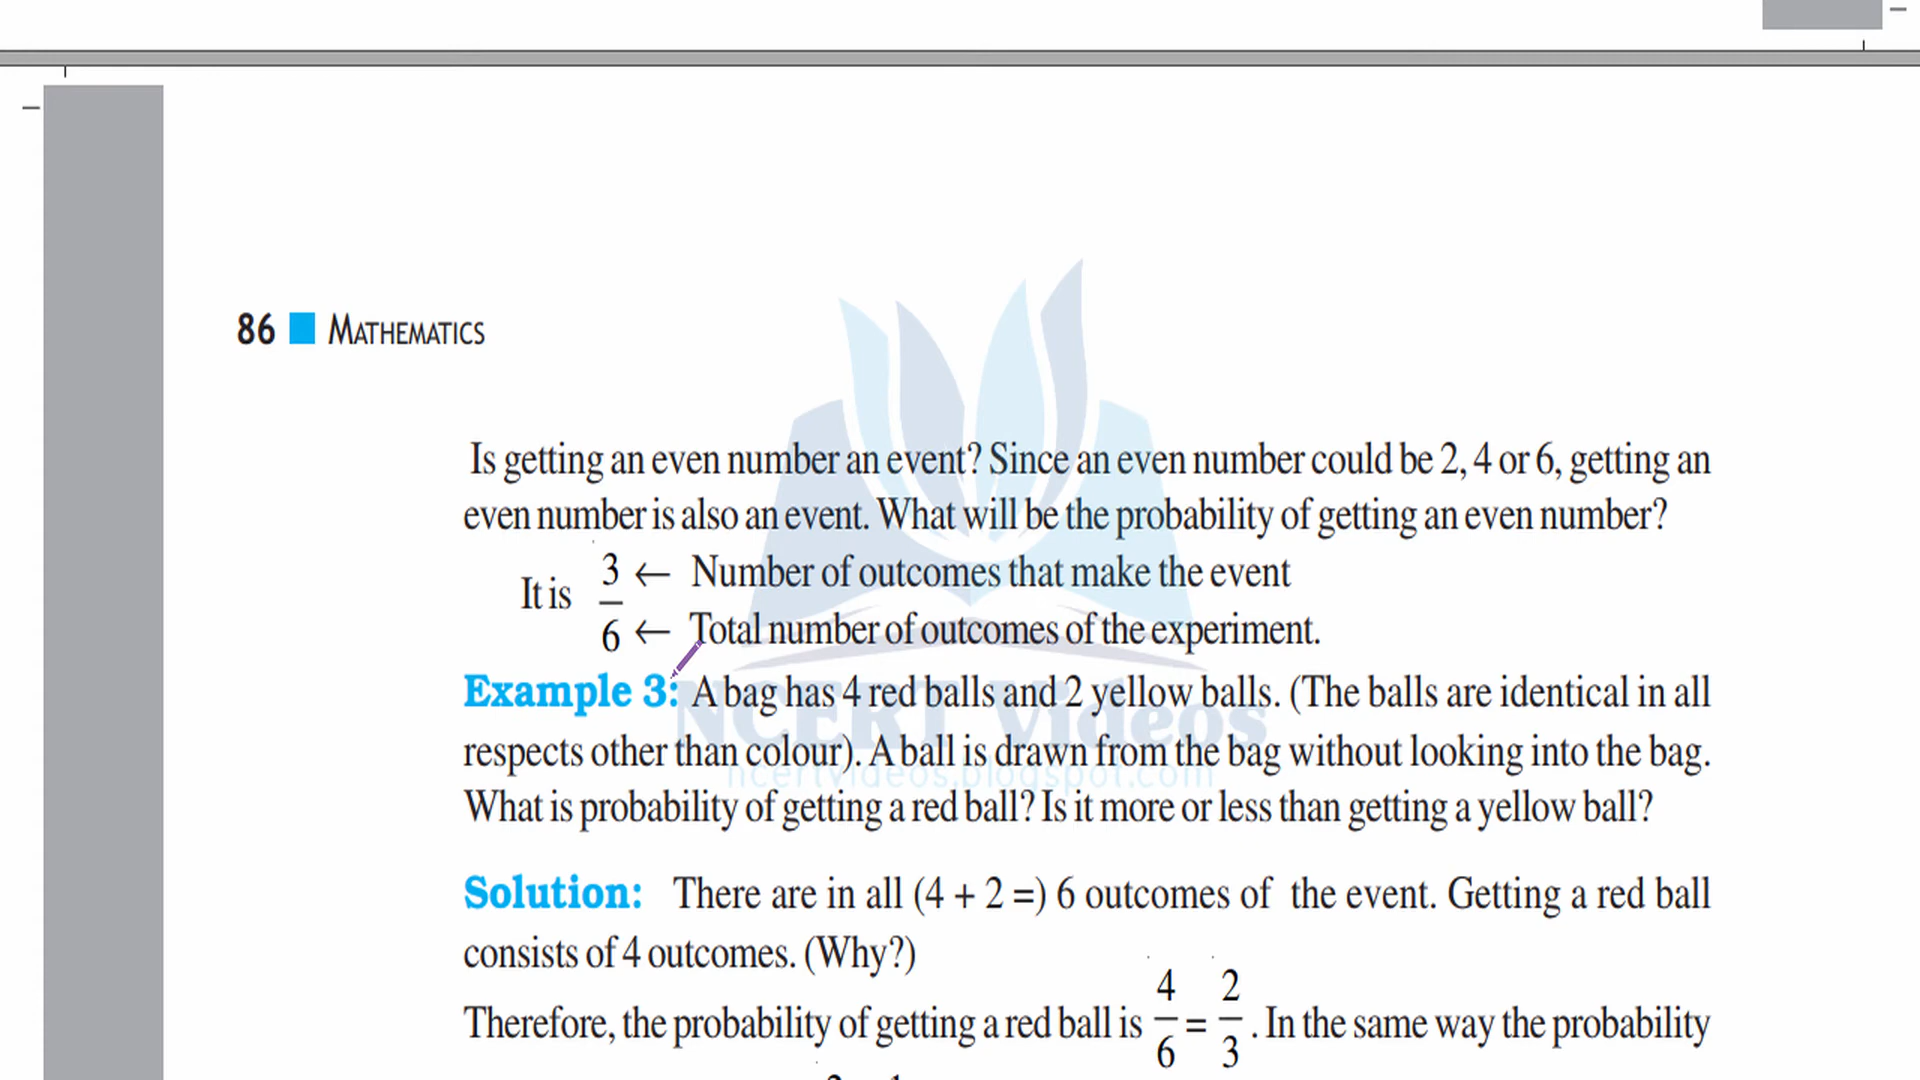 86 MATHEMATICS
Is getting an even number an event? Since an even number could be 2, 4 or 6, getting an
even number is also an event. What will be the probability of getting an even number?
3 ← Number of outcomes that make the event
It is
6 ← Total number of outcomes of the experiment.
Example 3: A bag has 4 red balls and 2 yellow balls. (The balls are identical in all
NCERT Videos
respects other than colour). A ball is drawn from the bag without looking into the bag.
ncertvideos.blogspot.com
What is probability of getting a red ball? Is it more or less than getting a yellow ball?
Solution: There are in all (4 + 2 =) 6 outcomes of the event. Getting a red ball
consists of 4 outcomes. (Why?)
Therefore, the probability of getting a red ball is 4/6 = 2/3. In the same way the probability